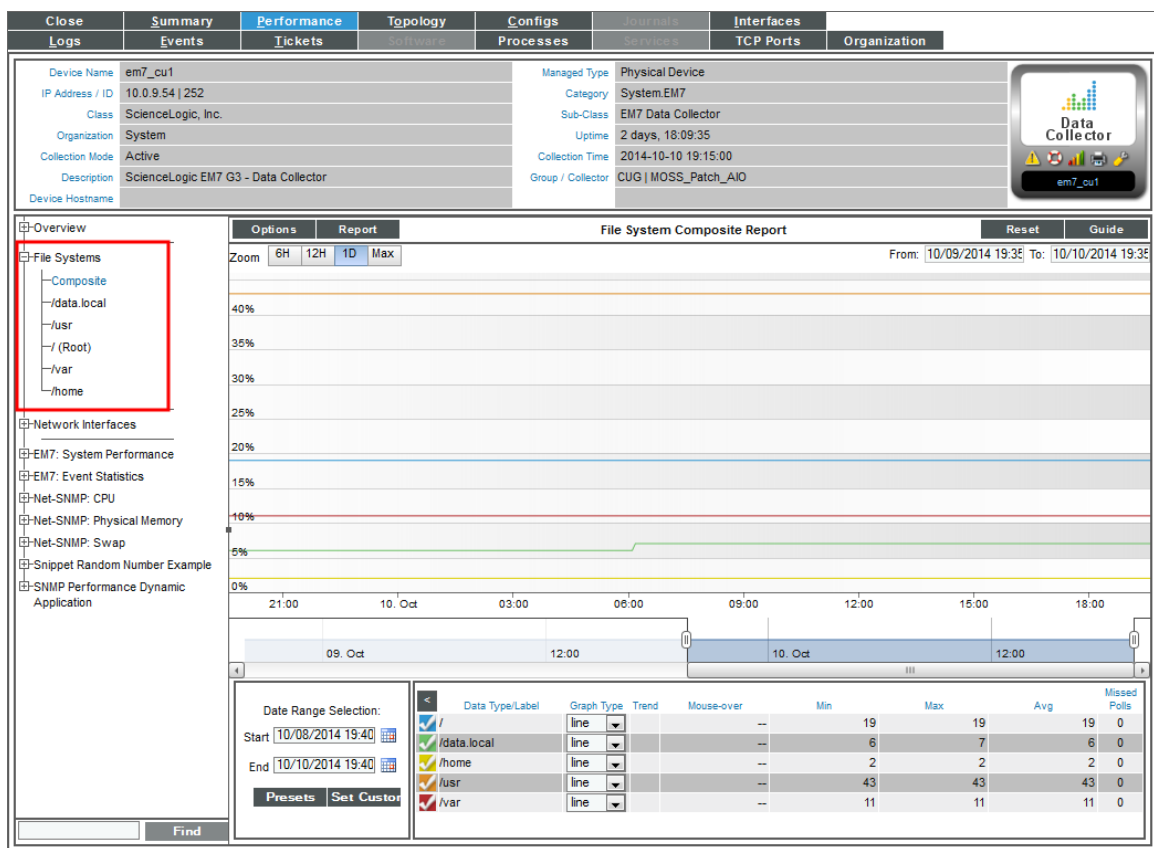 Close Summary Performance Topology Configs Journals Interfaces
Logs Events Tickets Software Processes Services TCP Ports Organization
Device Name em7_cu1 Managed Type Physical Device
IP Address / ID 10.0.9.54 | 252 Category System.EM7
Class ScienceLogic, Inc. Sub-Class EM7 Data Collector
Organization System Uptime 2 days, 18:09:35
Collection Mode Active Collection Time 2014-10-10 19:15:00
Description ScienceLogic EM7 G3 - Data Collector Group / Collector CUG | MOSS_Patch_AIO
Device Hostname
Data
Collector
em7_cu1
Overview
File Systems
Composite
/data.local
/usr
/ (Root)
/var
/home
Network Interfaces
EM7: System Performance
EM7: Event Statistics
Net-SNMP: CPU
Net-SNMP: Physical Memory
Net-SNMP: Swap
Snippet Random Number Example
SNMP Performance Dynamic
Application
Find
Options Report File System Composite Report Reset Guide
Zoom 6H 12H 1D Max From: 10/09/2014 19:35 To: 10/10/2014 19:35
40%
35%
30%
25%
20%
15%
10%
5%
0%
21:00 10. Oct 03:00 06:00 09:00 12:00 15:00 18:00
09. Oct 12:00 10. Oct 12:00
Date Range Selection:
Start 10/08/2014 19:40
End 10/10/2014 19:40
Presets Set Custor
< Data Type/Label Graph Type Trend Mouse-over Min Max Avg Missed Polls
/ line -- 19 19 19 0
/data.local line -- 6 7 6 0
/home line -- 2 2 2 0
/usr line -- 43 43 43 0
/var line -- 11 11 11 0